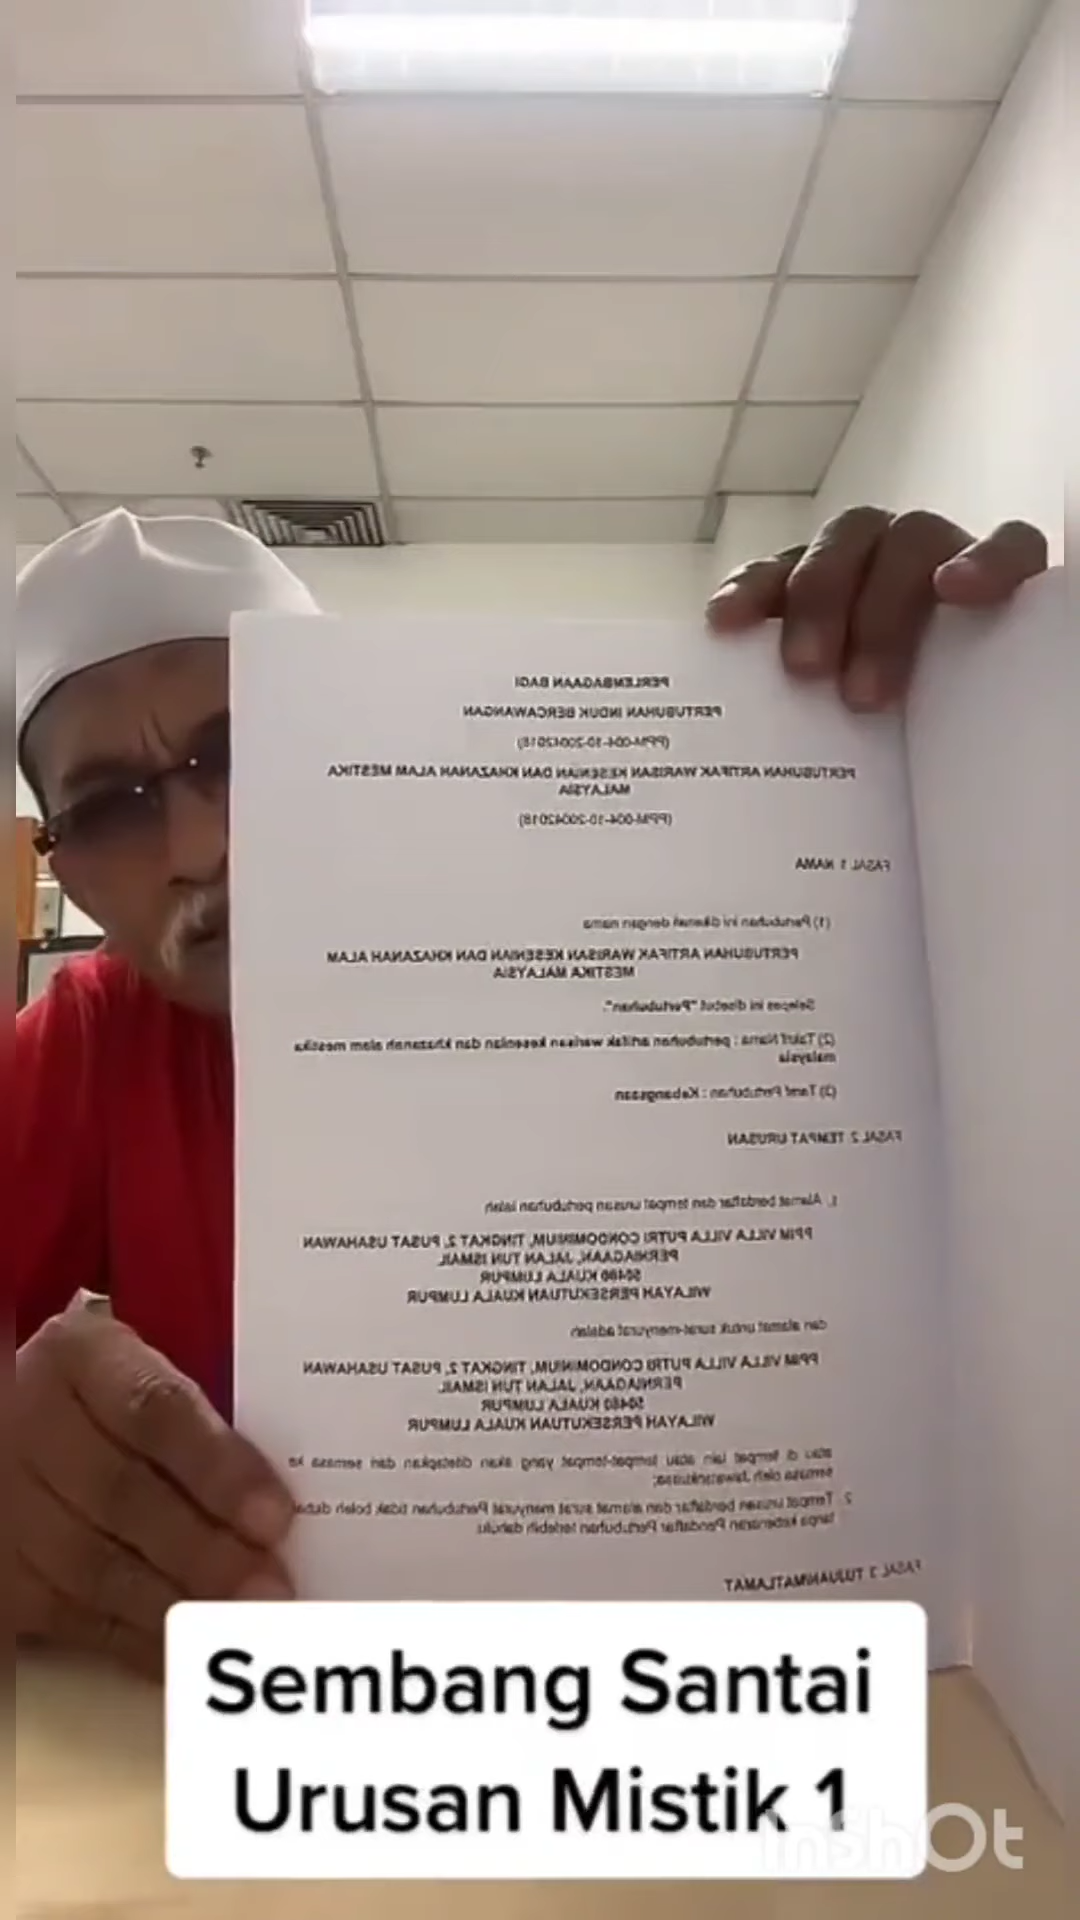 PERLEMBAGAAN BAGI
PERTUBUHAN INDUK BERCAWANGAN
(PPM-004-10-20042018)
PERTUBUHAN ARTIFAK WARISAN KESENIAN DAN KHAZANAH ALAM MESTIKA
MALAYSIA
(PPM-004-10-20042018)
FASAL 1 NAMA
(1) Pertubuhan ini dikenali dengan nama
PERTUBUHAN ARTIFAK WARISAN KESENIAN DAN KHAZANAH ALAM
MESTIKA MALAYSIA
Selepas ini disebut "Pertubuhan".
(2) Takrif Nama : pertubuhan artifak warisan kesenian dan khazanah alam mestika
malaysia
(3) Taraf Pertubuhan : Kebangsaan
FASAL 2 TEMPAT URUSAN
1. Alamat berdaftar dan tempat urusan pertubuhan ialah
PPIM VILLA VILLA PUTRI CONDOMINIUM, TINGKAT 2, PUSAT USAHAWAN
PERNIAGAAN, JALAN TUN ISMAIL
50480 KUALA LUMPUR
WILAYAH PERSEKUTUAN KUALA LUMPUR
dan alamat untuk surat-menyurat adalah
PPIM VILLA VILLA PUTRI CONDOMINIUM, TINGKAT 2, PUSAT USAHAWAN
PERNIAGAAN, JALAN TUN ISMAIL
50480 KUALA LUMPUR
WILAYAH PERSEKUTUAN KUALA LUMPUR
atau di tempat lain atau tempat-tempat yang akan ditetapkan dari semasa ke
semasa oleh Jawatankuasa;
2. Tempat urusan berdaftar dan alamat surat menyurat Pertubuhan tidak boleh
tanpa kebenaran Pendaftar Pertubuhan terlebih dahulu.
FASAL 3 TUJUAN/MATLAMAT
Sembang Santai
Urusan Mistik 1
InShOt